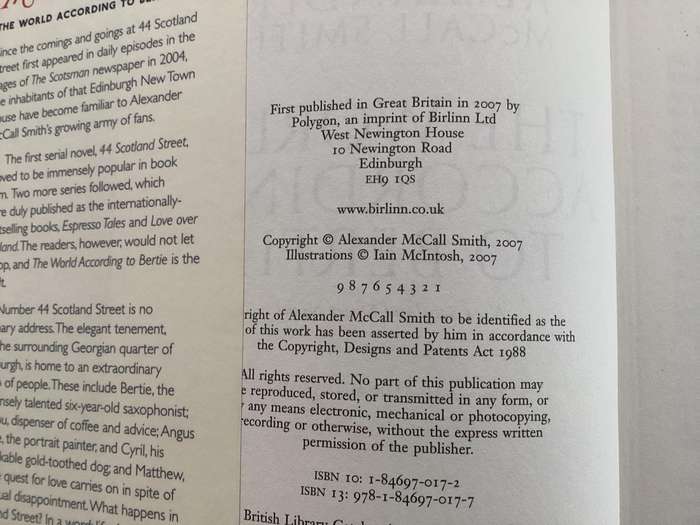 THE WORLD ACCORDING TO
ince the comings and goings at 44 Scotland
treet first appeared in daily episodes in the
ages of The Scotsman newspaper in 2004,
e inhabitants of that Edinburgh New Town
use have become familiar to Alexander
cCall Smith's growing army of fans.
The first serial novel, 44 Scotland Street,
ved to be immensely popular in book
m. Two more series followed, which
e duly published as the internationally-
tselling books, Espresso Tales and Love over
land. The readers, however, would not let
op, and The World According to Bertie is the
lt.
Number 44 Scotland Street is no
ary address. The elegant tenement,
he surrounding Georgian quarter of
urgh, is home to an extraordinary
of people. These include Bertie, the
nsely talented six-year-old saxophonist;
u, dispenser of coffee and advice; Angus
e, the portrait painter, and Cyril, his
kable gold-toothed dog; and Matthew,
quest for love carries on in spite of
ual disappointment. What happens in
nd Street? In a
First published in Great Britain in 2007 by
Polygon, an imprint of Birlinn Ltd
West Newington House
10 Newington Road
Edinburgh
EH9 1QS
www.birlinn.co.uk
Copyright © Alexander McCall Smith, 2007
Illustrations © Iain McIntosh, 2007
9 8 7 6 5 4 3 2 1
right of Alexander McCall Smith to be identified as the
of this work has been asserted by him in accordance with
the Copyright, Designs and Patents Act 1988
All rights reserved. No part of this publication may
e reproduced, stored, or transmitted in any form, or
any means electronic, mechanical or photocopying,
recording or otherwise, without the express written
permission of the publisher.
ISBN 10: 1-84697-017-2
ISBN 13: 978-1-84697-017-7
British Library